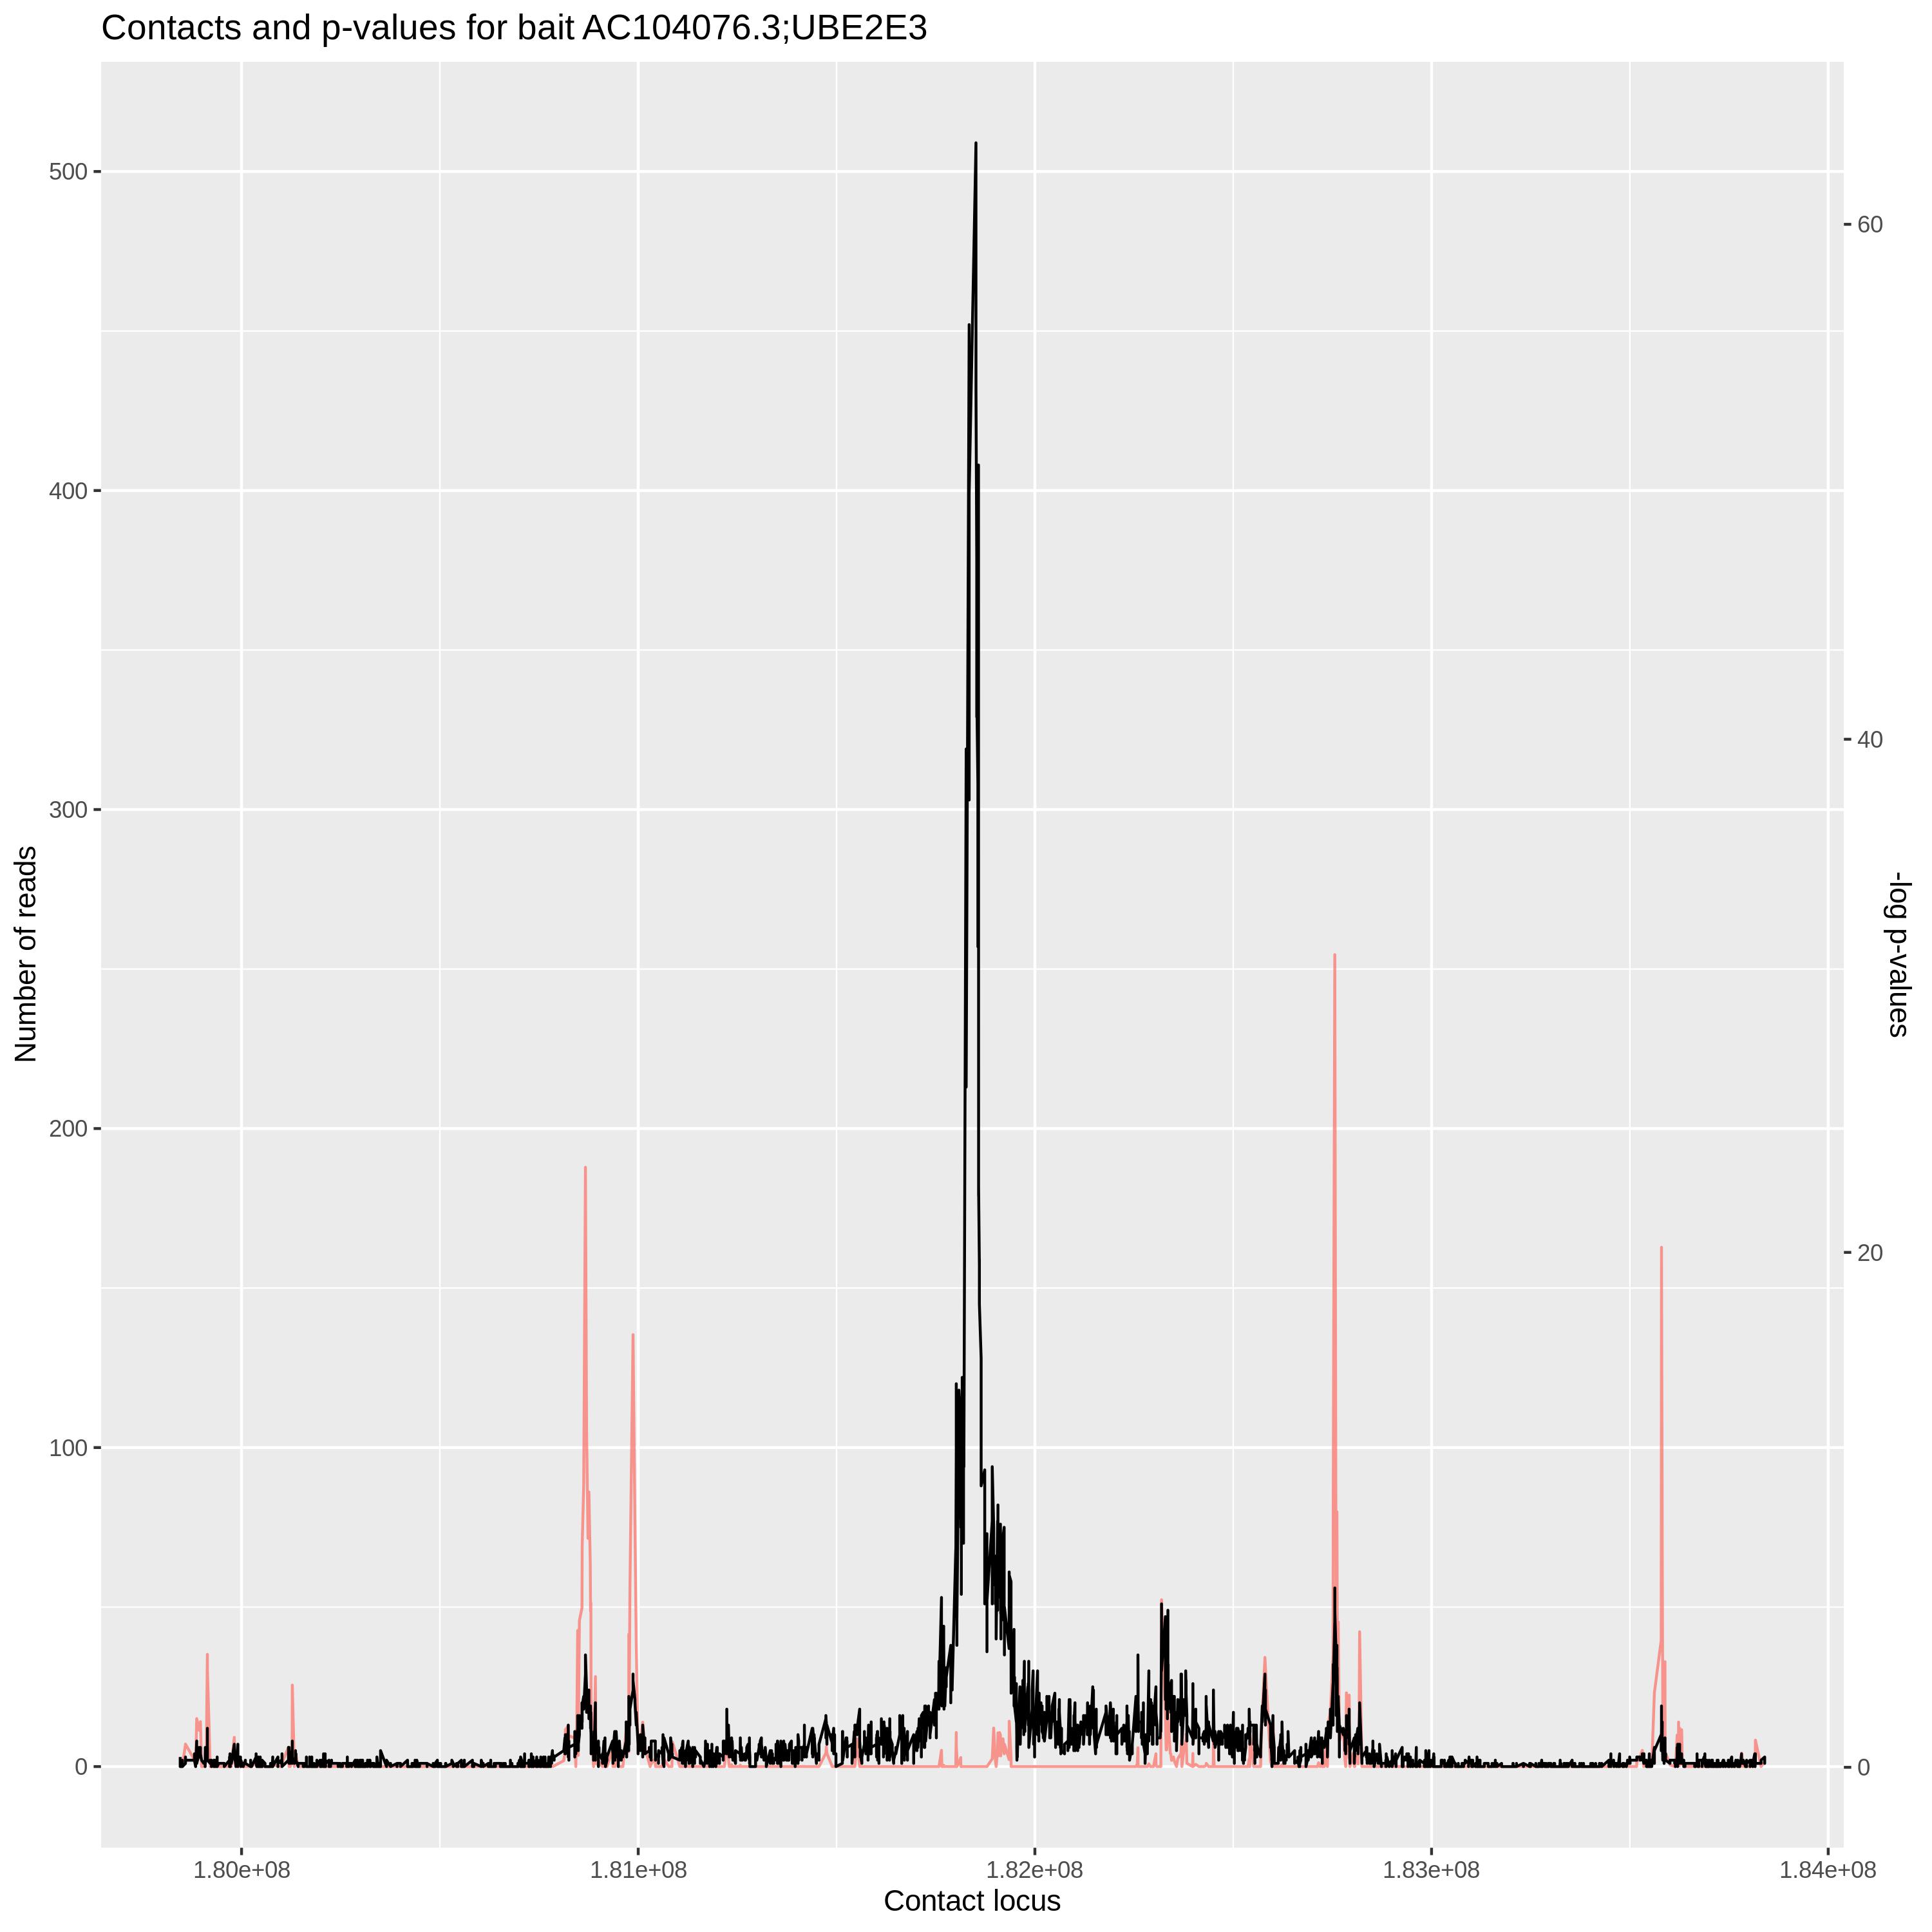 Contacts and p-values for bait AC104076.3;UBE2E3
500
400
300
200
100
0
Number of reads
60
40
20
0
-log p-values
1.80e+08
1.81e+08
1.82e+08
1.83e+08
1.84e+08
Contact locus